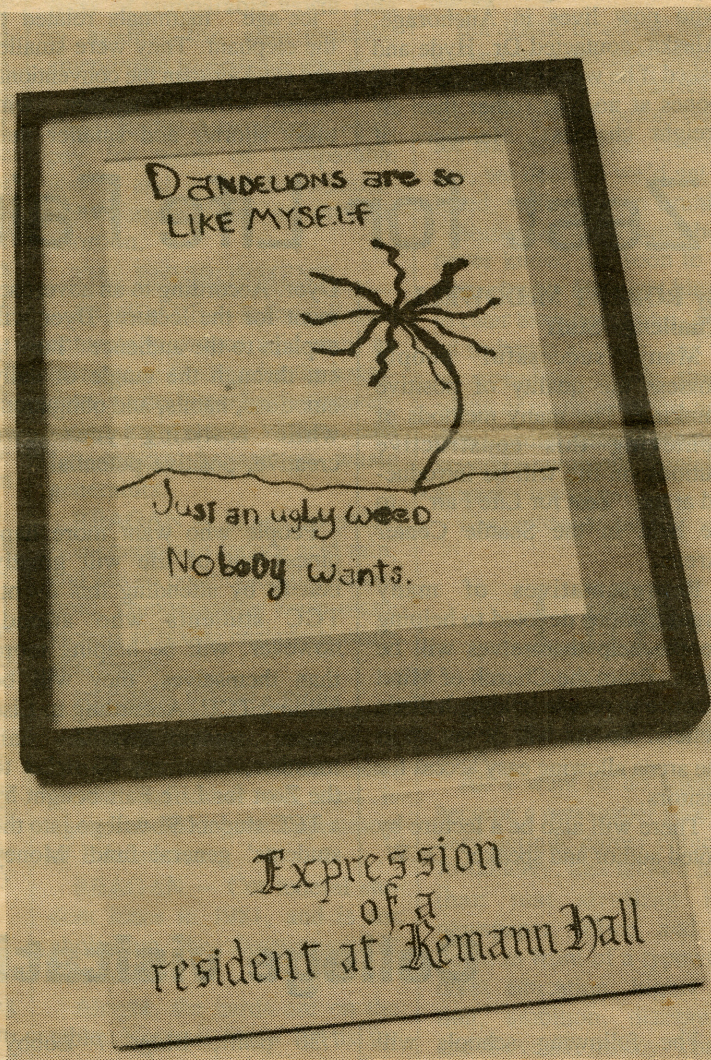 DaNDELIONS are so
LIKE MYSELF
Just an ugly weeD
NoboDy wants.
Expression
of a
resident at Remann Hall